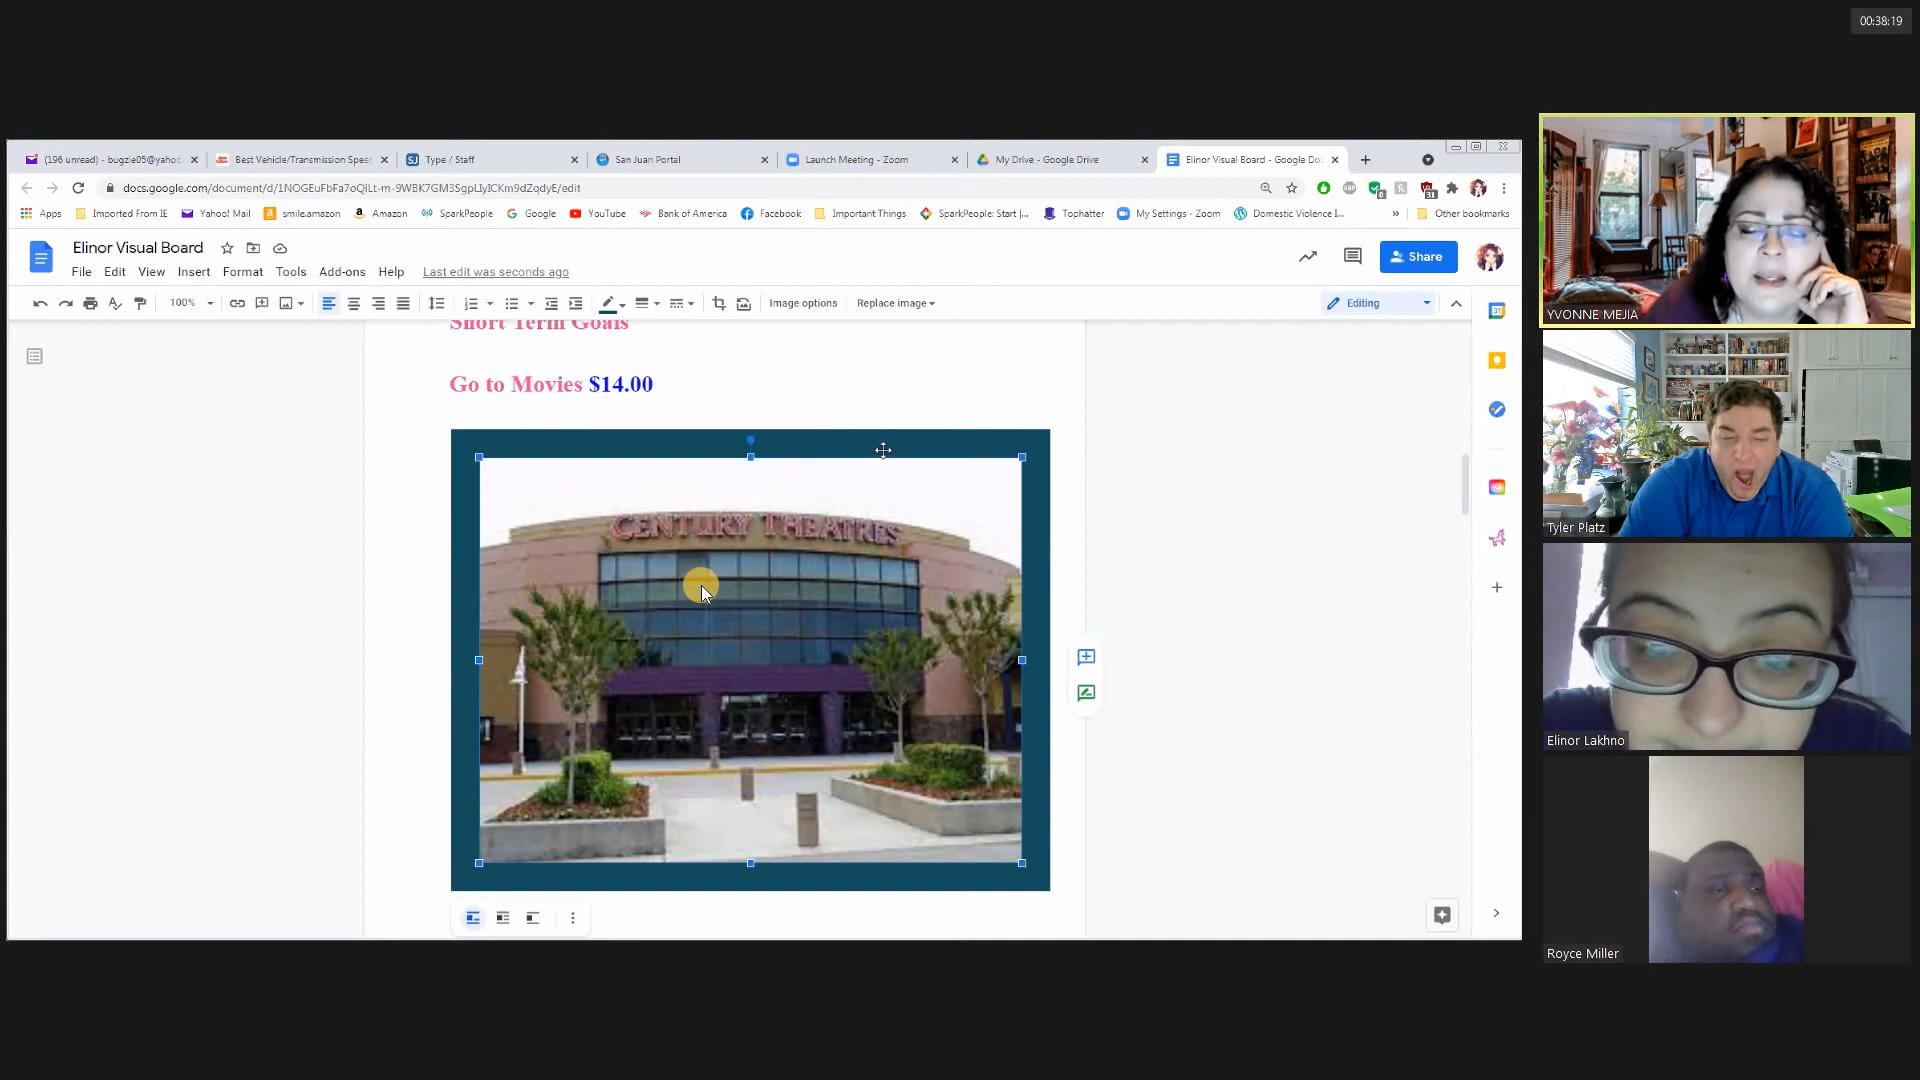 00:38:19
(196 unread) - bugzie05@yahoc
Best Vehicle/Transmission Spee
Type / Staff
San Juan Portal
Launch Meeting - Zoom
My Drive - Google Drive
Elinor Visual Board - Google Do
docs.google.com/document/d/1NOGEuFbFa7oQiLt-m-9WBK7GM3SgpLIyICKm9dZqdyE/edit
Apps
Imported From IE
Yahoo! Mail
smile.amazon
Amazon
SparkPeople
Google
YouTube
Bank of America
Facebook
Important Things
SparkPeople: Start |...
Tophatter
My Settings - Zoom
Domestic Violence I...
»
Other bookmarks
Elinor Visual Board
File Edit View Insert Format Tools Add-ons Help Last edit was seconds ago
Share
100%
Image options
Replace image
Editing
Short Term Goals
Go to Movies $14.00
CENTURY THEATRES
YVONNE MEJIA
Tyler Platz
Elinor Lakhno
Royce Miller